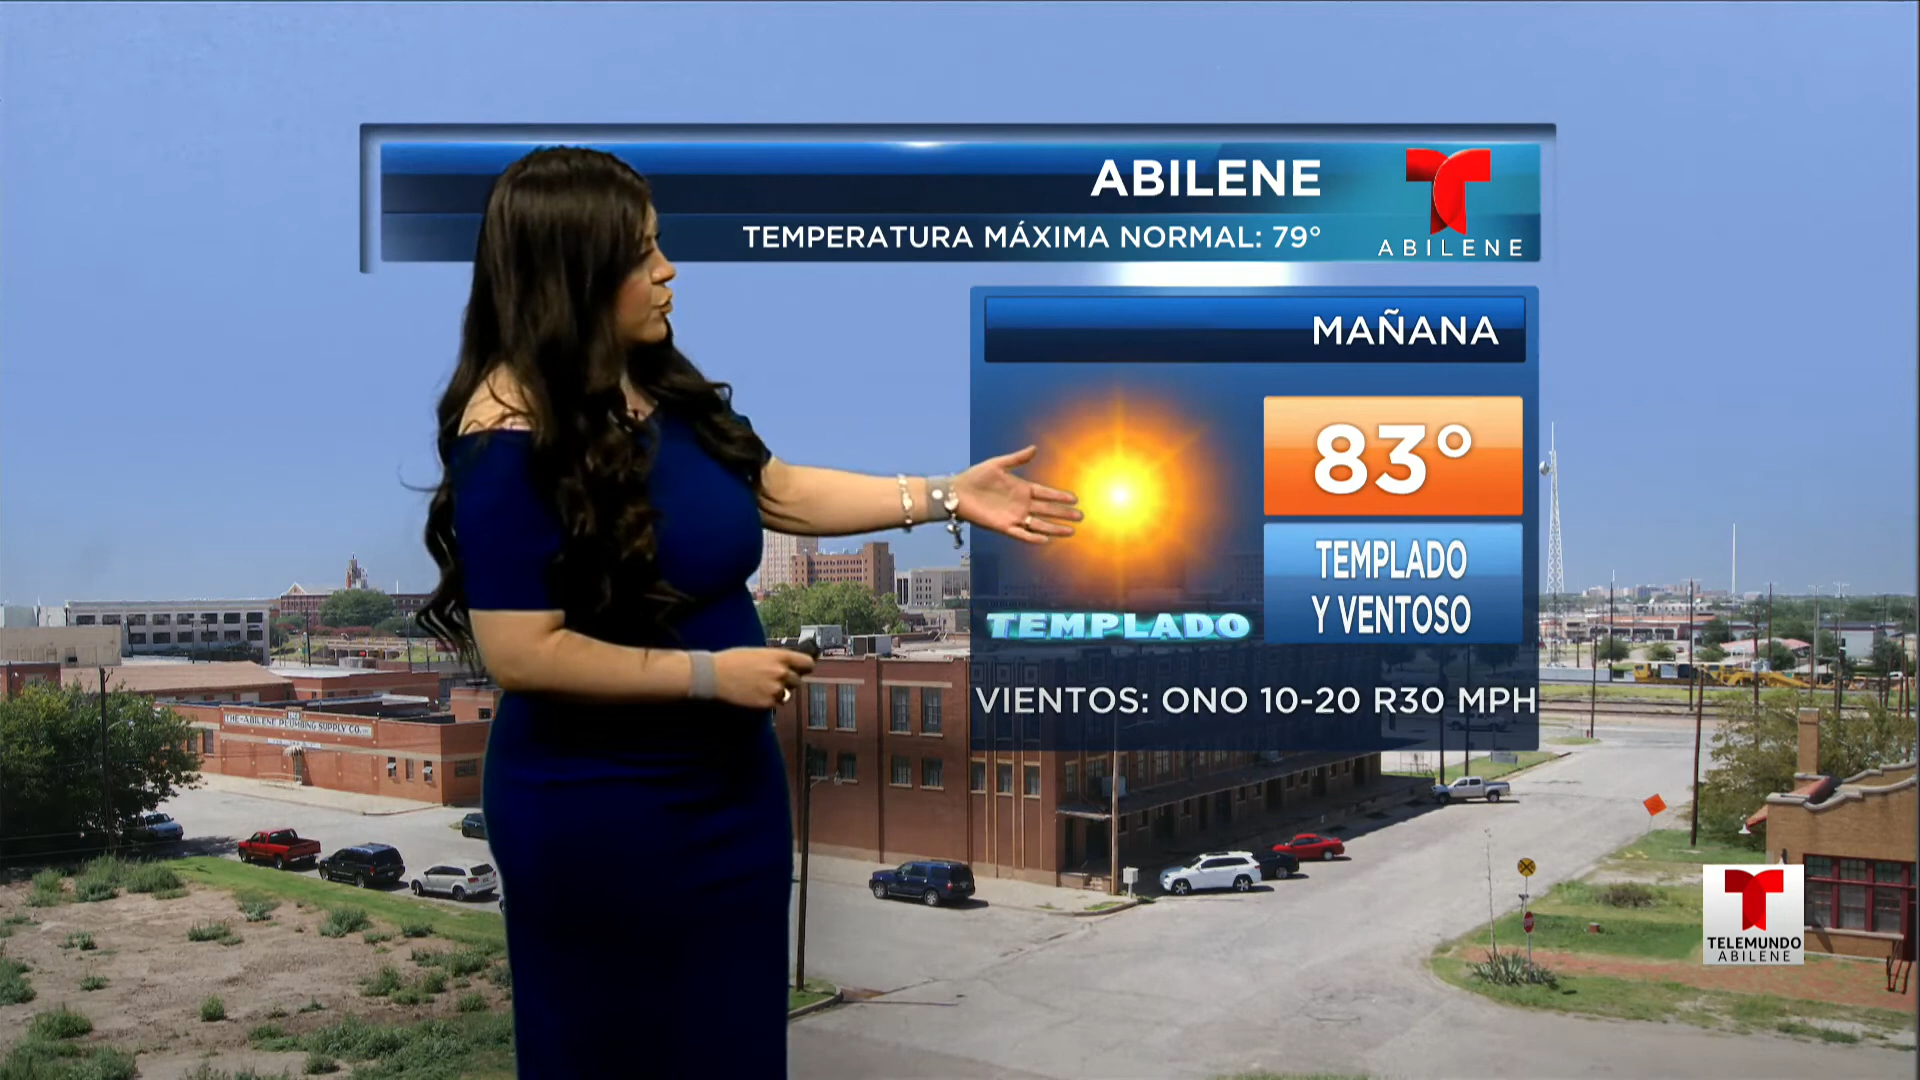 ABILENE
TEMPERATURA MÁXIMA NORMAL: 79°
ABILENE
MAÑANA
83°
TEMPLADO
Y VENTOSO
TEMPLADO
VIENTOS: ONO 10-20 R30 MPH
THE ABILENE PLUMBING SUPPLY CO.
TELEMUNDO
ABILENE